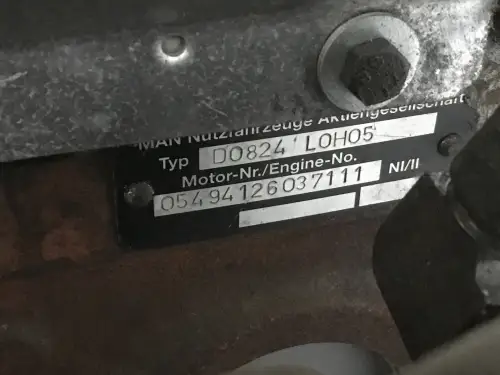 MAN Nutzfahrzeuge Aktiengesellschaft
Typ D0824 LOH05
Motor-Nr./Engine-No.
05494126037111 NI/II